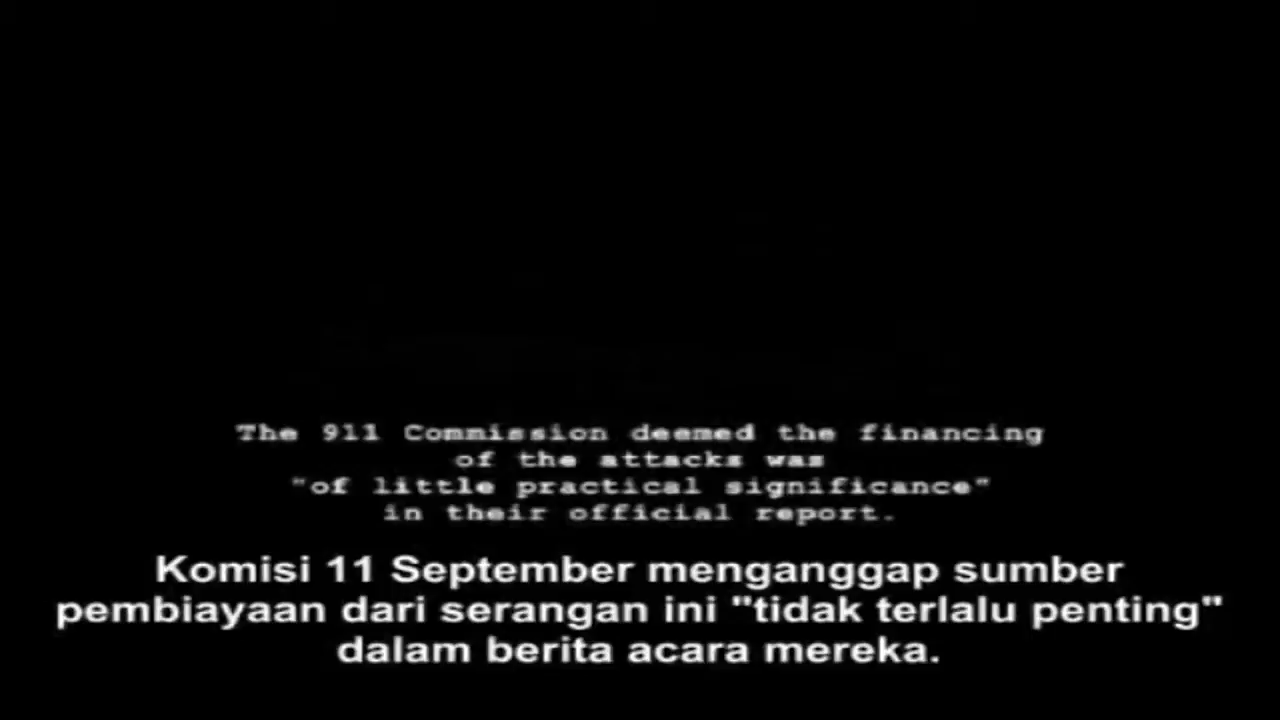 The 911 Commission deemed the financing
of the attacks was
"of little practical significance"
in their official report.
Komisi 11 September menganggap sumber
pembiayaan dari serangan ini "tidak terlalu penting"
dalam berita acara mereka.